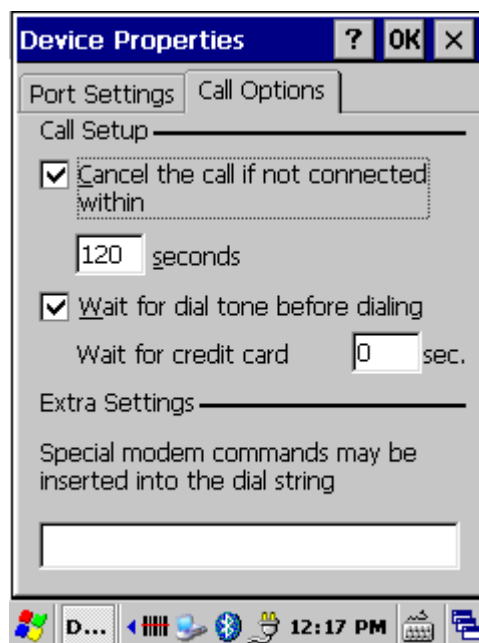 Device Properties ? OK ×
Port Settings Call Options
Call Setup
Cancel the call if not connected
within
120 seconds
Wait for dial tone before dialing
Wait for credit card 0 sec.
Extra Settings
Special modem commands may be
inserted into the dial string
D... 12:17 PM